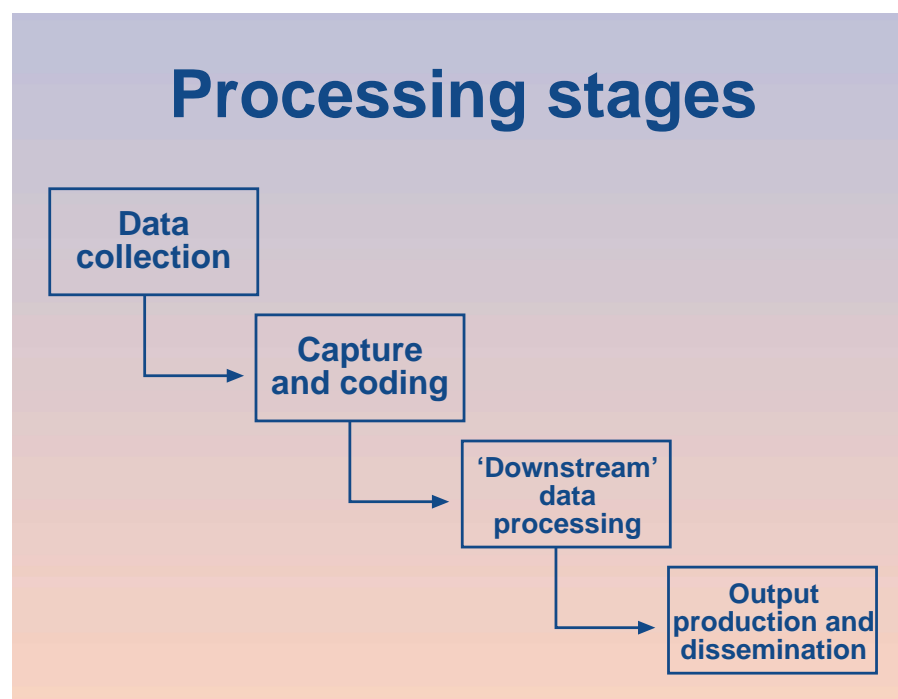 Processing stages
Data
collection
Capture
and coding
‘Downstream’
data
processing
Output
production and
dissemination